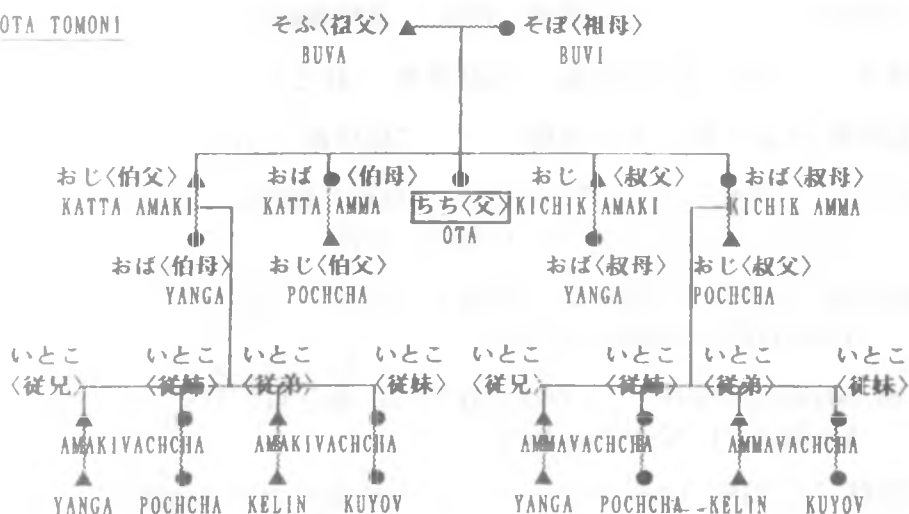 OTA TOMONI
そふ〈祖父〉 そぼ〈祖母〉
BUVA BUVI
おじ〈伯父〉 おば〈伯母〉 おじ〈叔父〉 おば〈叔母〉
KATTA AMAKI KATTA AMMA ちち〈父〉 KICHIK AMAKI KICHIK AMMA
OTA
おば〈伯母〉 おじ〈伯父〉 おば〈叔母〉 おじ〈叔父〉
YANGA POCHCHA YANGA POCHCHA
いとこ いとこ いとこ いとこ いとこ いとこ いとこ いとこ
〈従兄〉 〈従姉〉 〈従弟〉 〈従妹〉 〈従兄〉 〈従姉〉 〈従弟〉 〈従妹〉
AMAKIVACHCHA AMAKIVACHCHA AMMAVACHCHA AMMAVACHCHA
YANGA POCHCHA KELIN KUYOV YANGA POCHCHA KELIN KUYOV